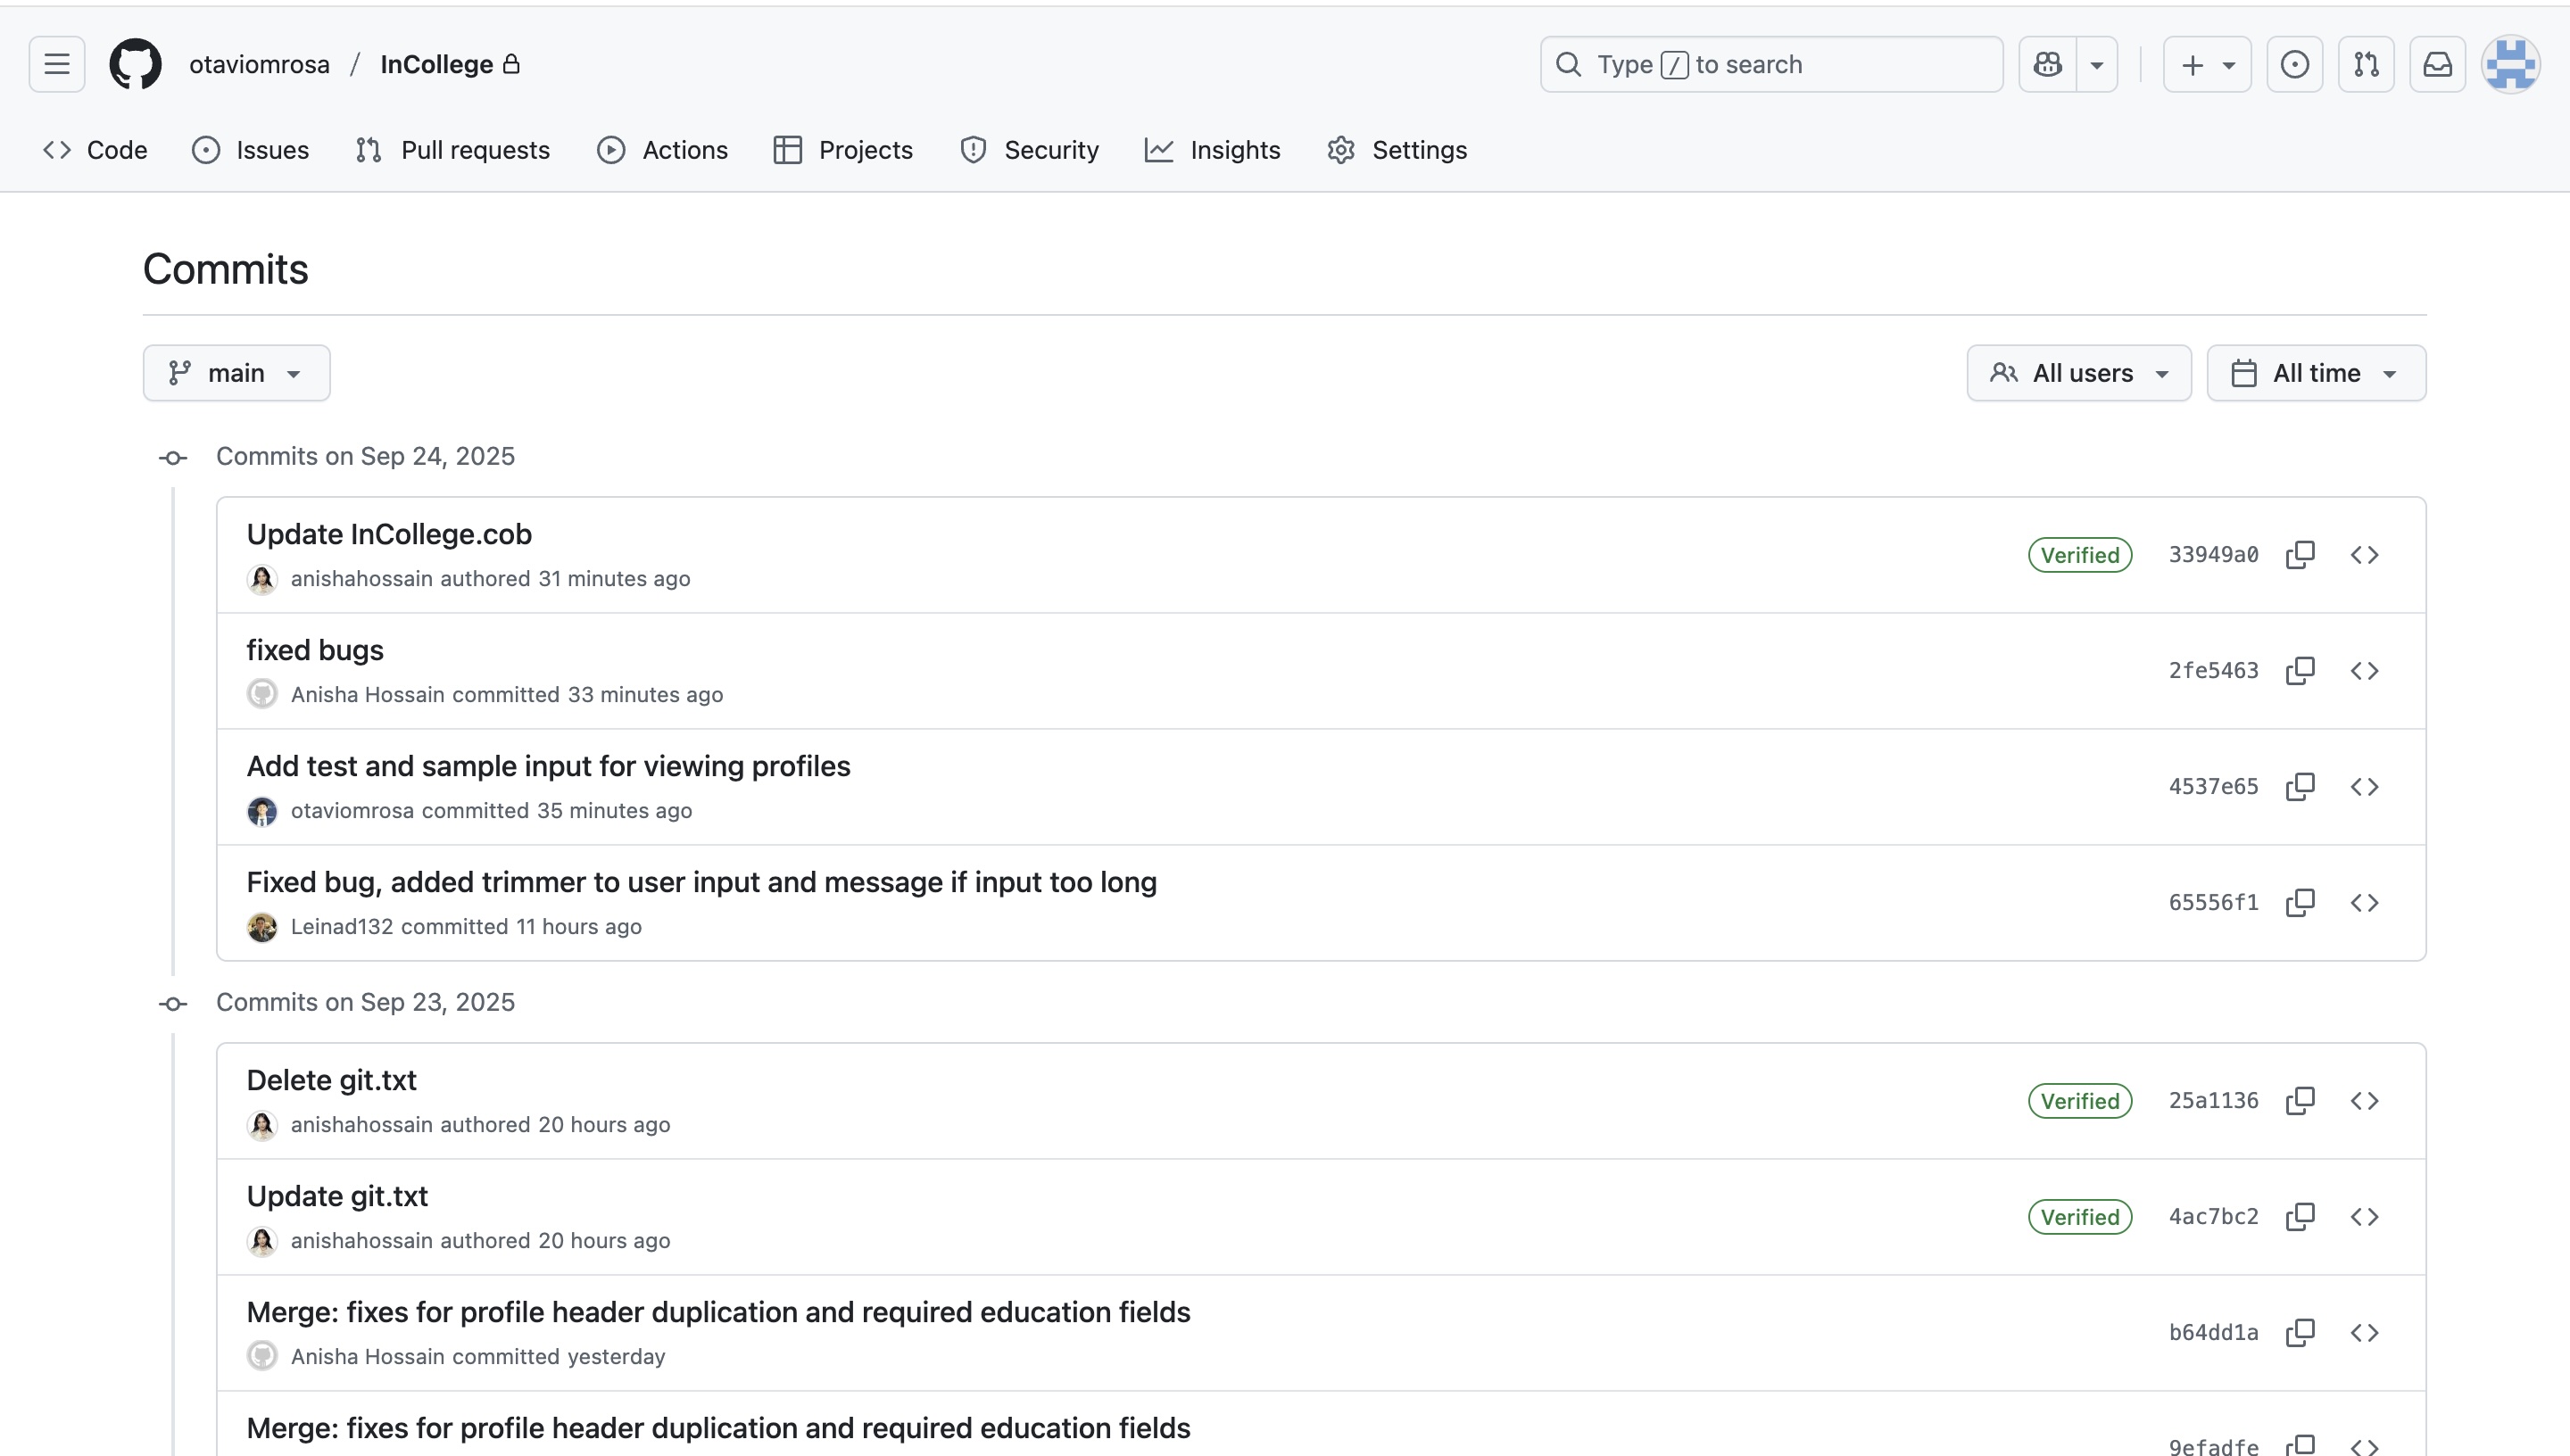 otaviomrosa / InCollege
Type / to search
Code Issues Pull requests Actions Projects Security Insights Settings
Commits
main All users All time
Commits on Sep 24, 2025
Update InCollege.cob
anishahossain authored 31 minutes ago
Verified 33949a0
fixed bugs
Anisha Hossain committed 33 minutes ago
2fe5463
Add test and sample input for viewing profiles
otaviomrosa committed 35 minutes ago
4537e65
Fixed bug, added trimmer to user input and message if input too long
Leinad132 committed 11 hours ago
65556f1
Commits on Sep 23, 2025
Delete git.txt
anishahossain authored 20 hours ago
Verified 25a1136
Update git.txt
anishahossain authored 20 hours ago
Verified 4ac7bc2
Merge: fixes for profile header duplication and required education fields
Anisha Hossain committed yesterday
b64dd1a
Merge: fixes for profile header duplication and required education fields
9efadfe